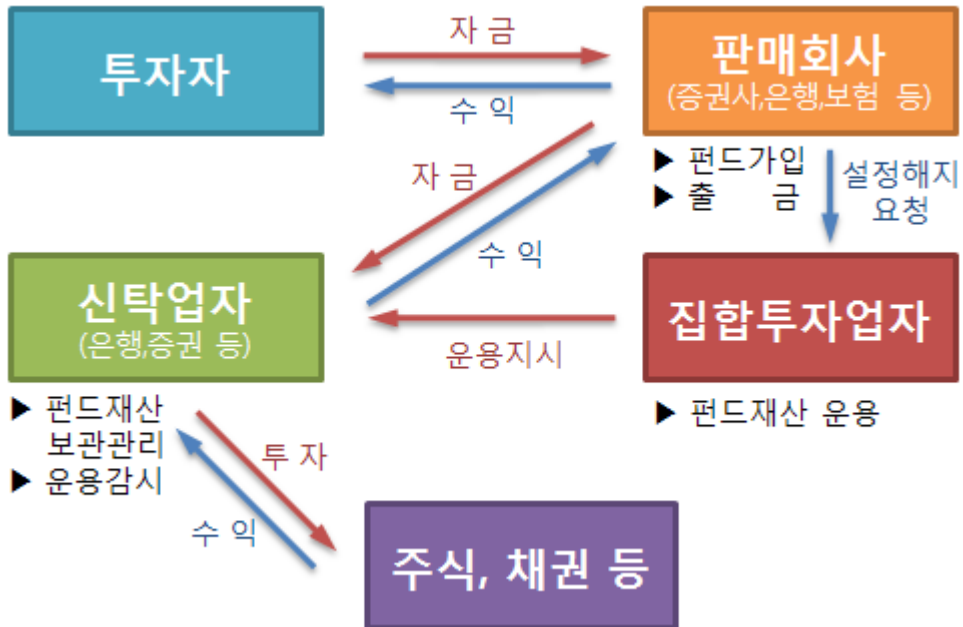 투자자
자 금
수 익
판매회사
(증권사,은행,보험 등)
▶ 펀드가입
▶ 출 금
설정해지
요청
자 금
수 익
신탁업자
(은행,증권 등)
운용지시
집합투자업자
▶ 펀드재산
보관관리
▶ 운용감시
▶ 펀드재산 운용
투 자
수 익
주식, 채권 등